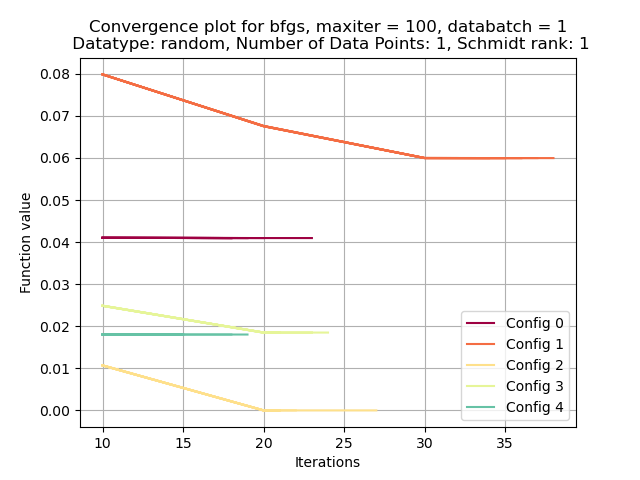 Convergence plot for bfgs, maxiter = 100, databatch = 1
Datatype: random, Number of Data Points: 1, Schmidt rank: 1
0.08
0.07
0.06
0.05
0.04
0.03
0.02
0.01
0.00
Function value
Config 0
Config 1
Config 2
Config 3
Config 4
10 15 20 25 30 35
Iterations